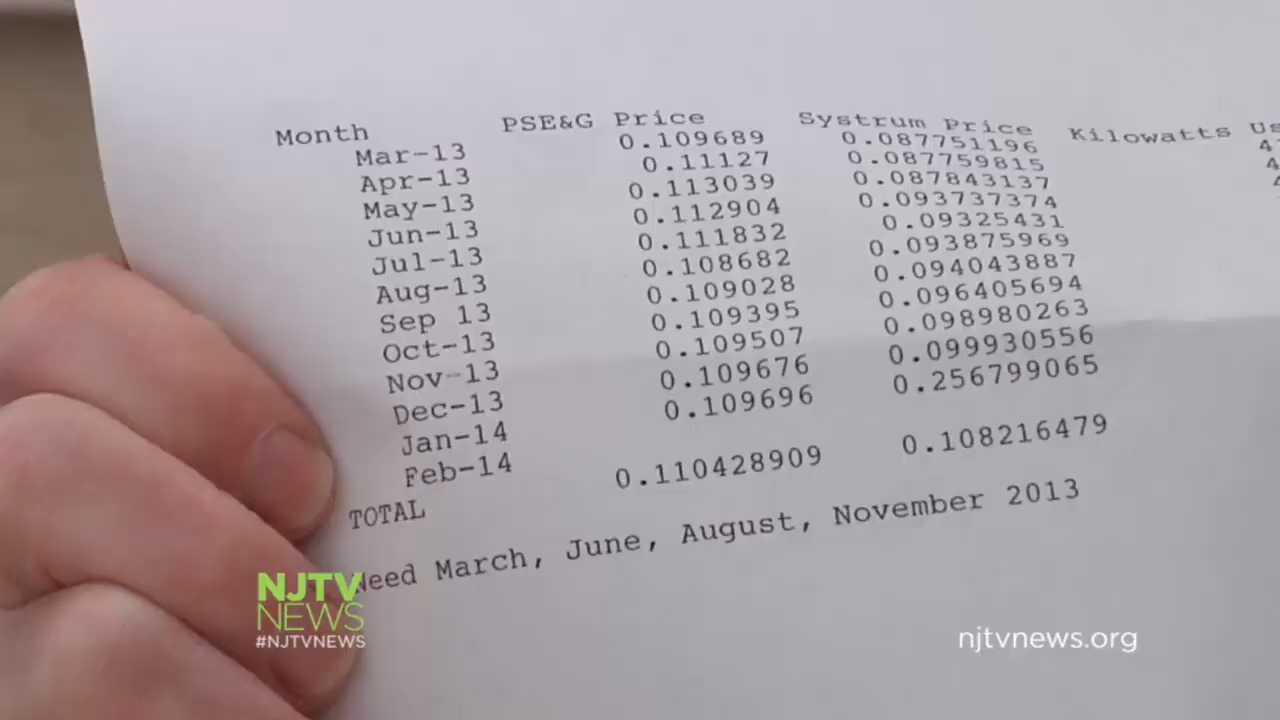 Month PSE&G Price Systrum Price Kilowatts Us
Mar-13 0.109689 0.087751196
Apr-13 0.11127 0.087759815
May-13 0.113039 0.087843137
Jun-13 0.112904 0.093737374
Jul-13 0.111832 0.09325431
Aug-13 0.108682 0.093875969
Sep 13 0.109028 0.094043887
Oct-13 0.109395 0.096405694
Nov-13 0.109507 0.098980263
Dec-13 0.109676 0.099930556
Jan-14 0.109696 0.256799065
Feb-14
TOTAL 0.110428909 0.108216479
Need March, June, August, November 2013
NJTV
NEWS
#NJTVNEWS
njtvnews.org